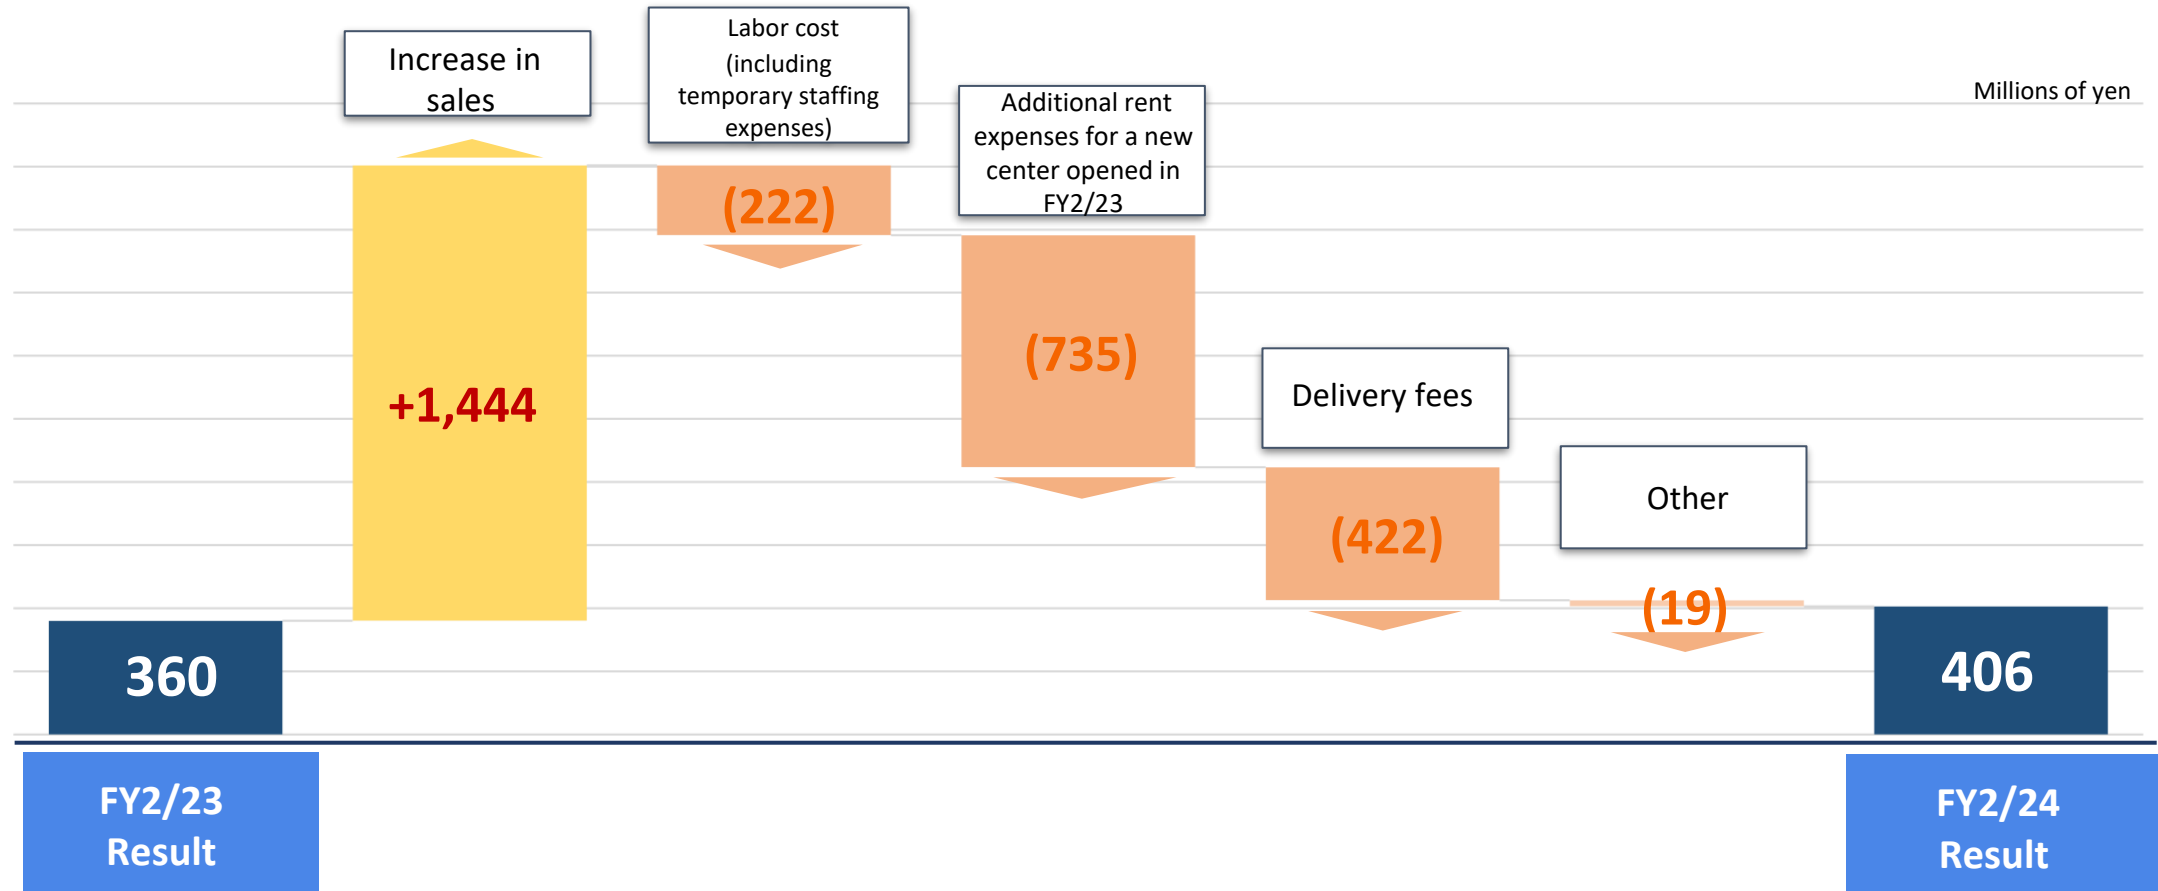 Increase in
sales
Labor cost
(including
temporary staffing
expenses)
Additional rent
expenses for a new
center opened in
FY2/23
Millions of yen
(222)
(735)
+1,444
Delivery fees
(422)
Other
(19)
360
406
FY2/23
Result
FY2/24
Result